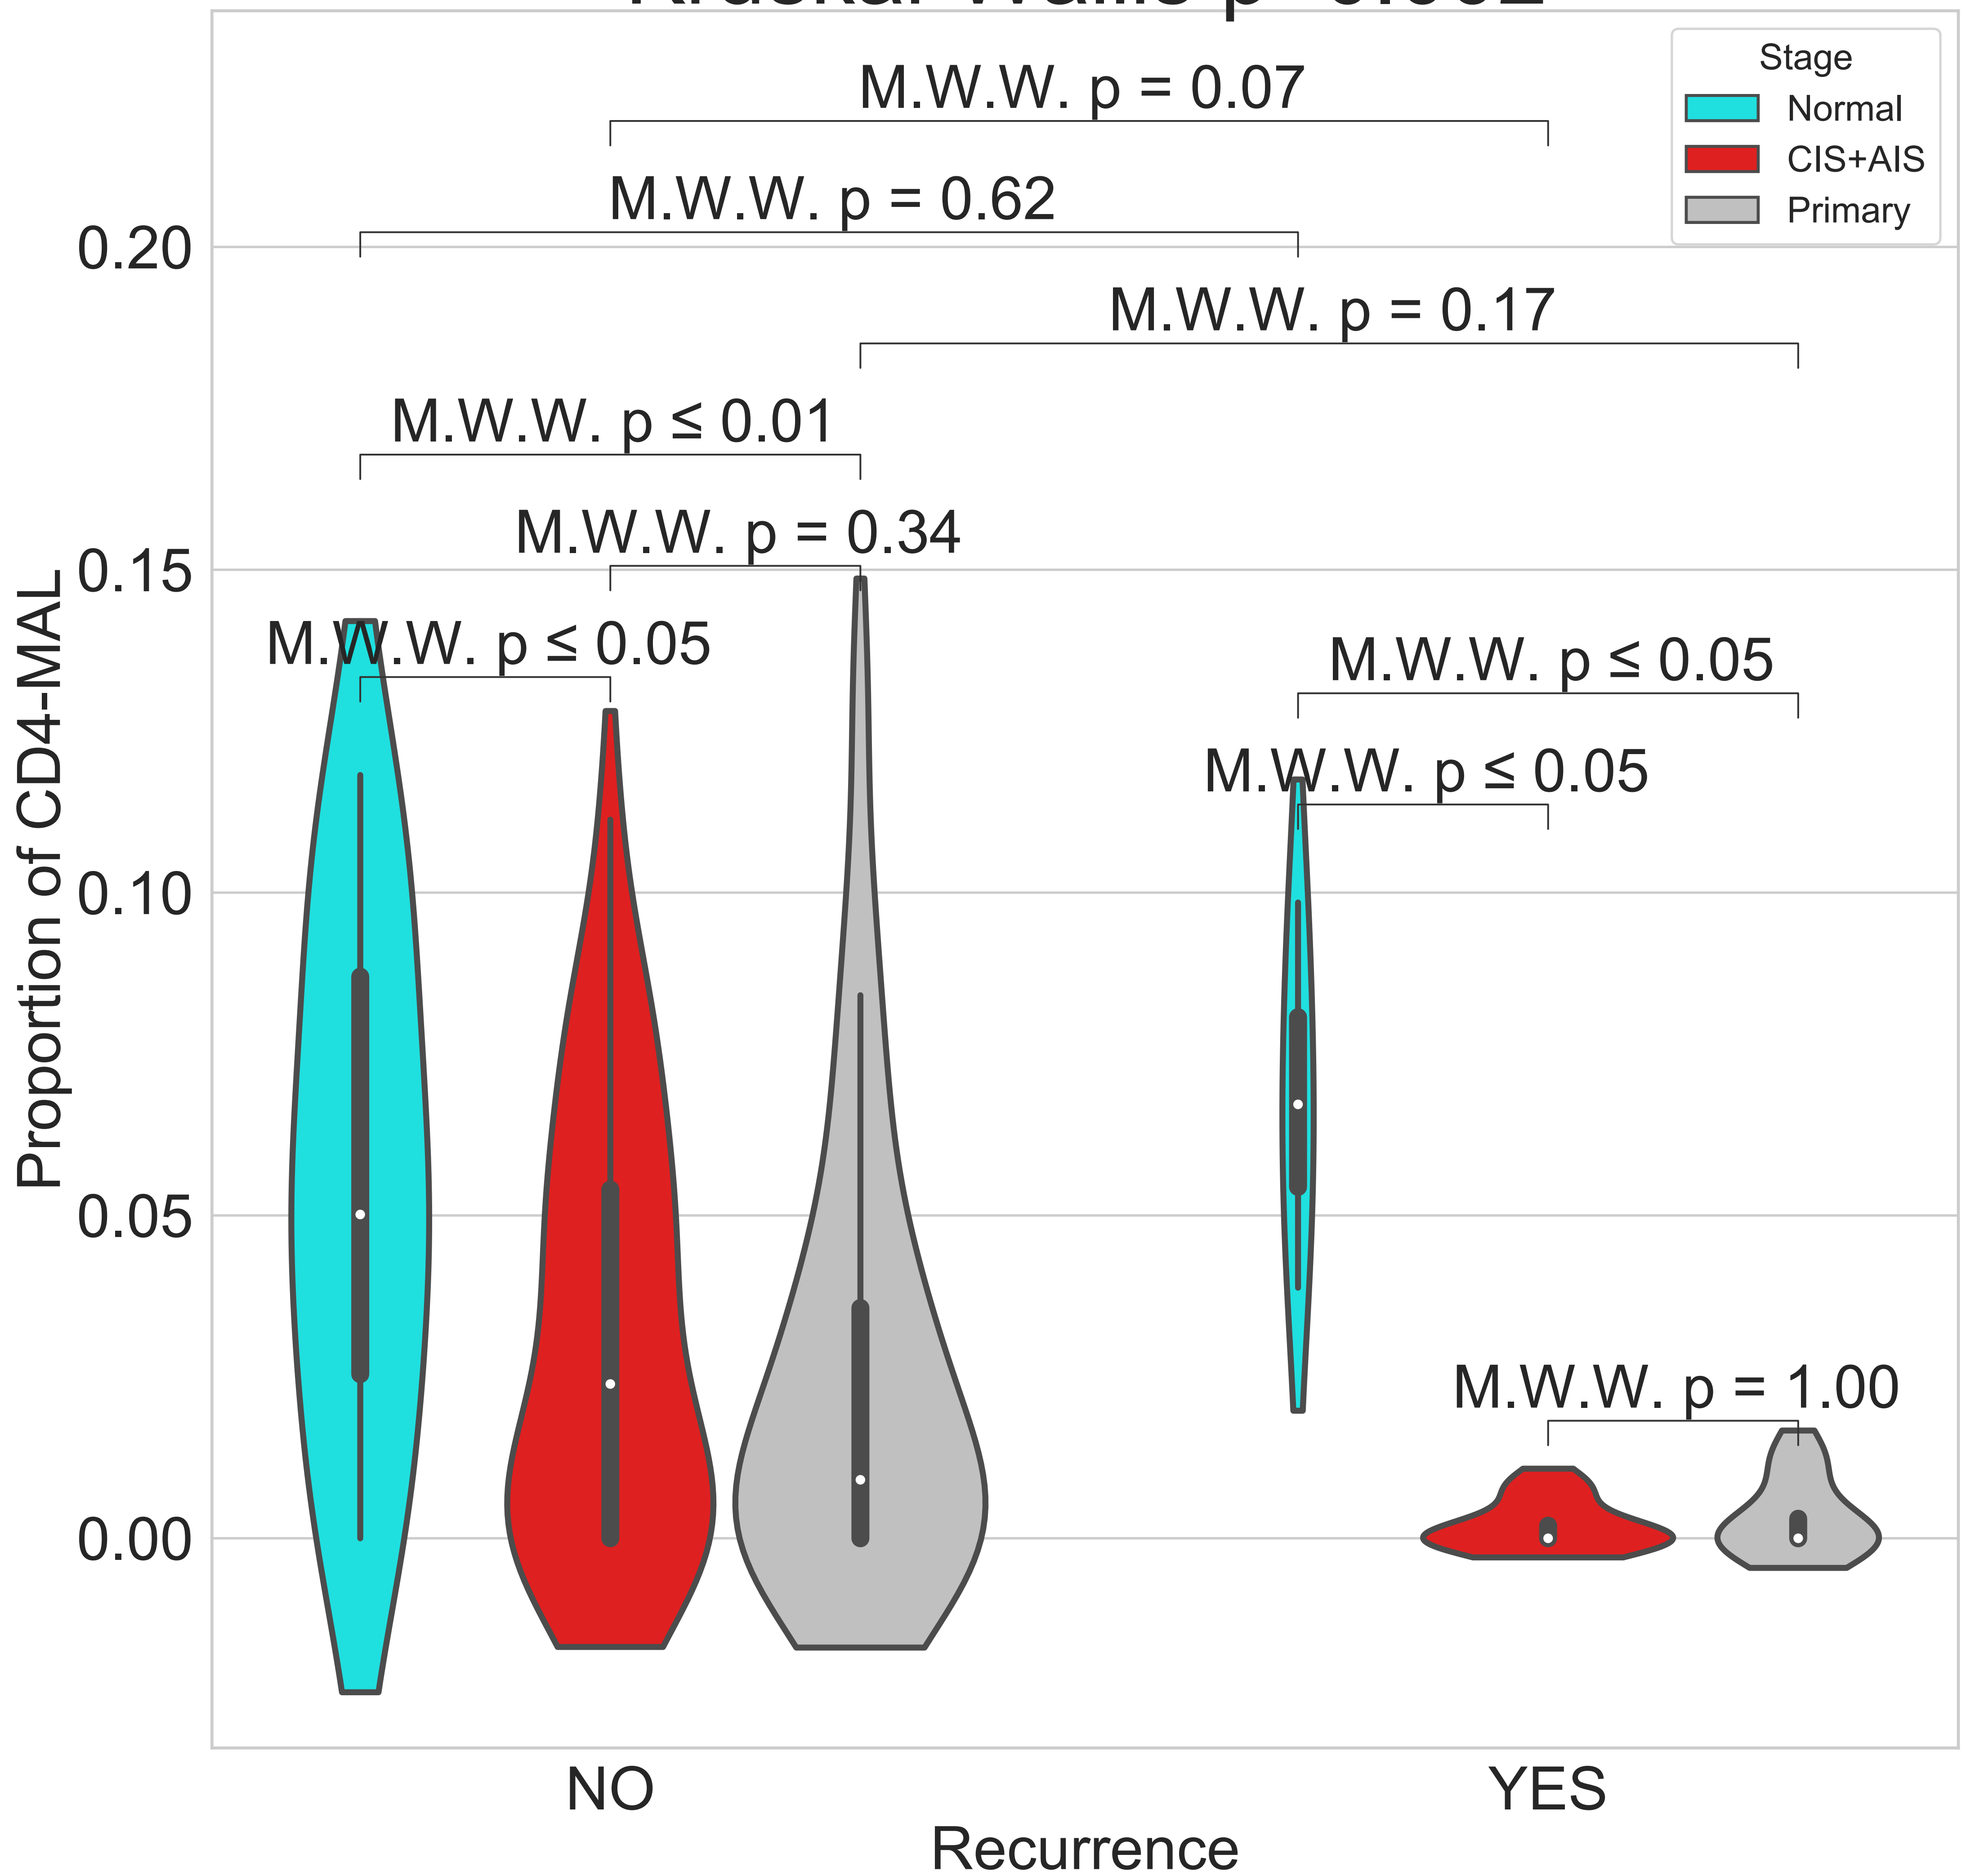 M.W.W. p = 0.07
Stage
Normal
CIS+AIS
Primary
M.W.W. p = 0.62
0.20
M.W.W. p = 0.17
M.W.W. p ≤ 0.01
M.W.W. p = 0.34
0.15
M.W.W. p ≤ 0.05
M.W.W. p ≤ 0.05
M.W.W. p ≤ 0.05
0.10
Proportion of CD4-MAL
0.05
M.W.W. p = 1.00
0.00
NO
YES
Recurrence